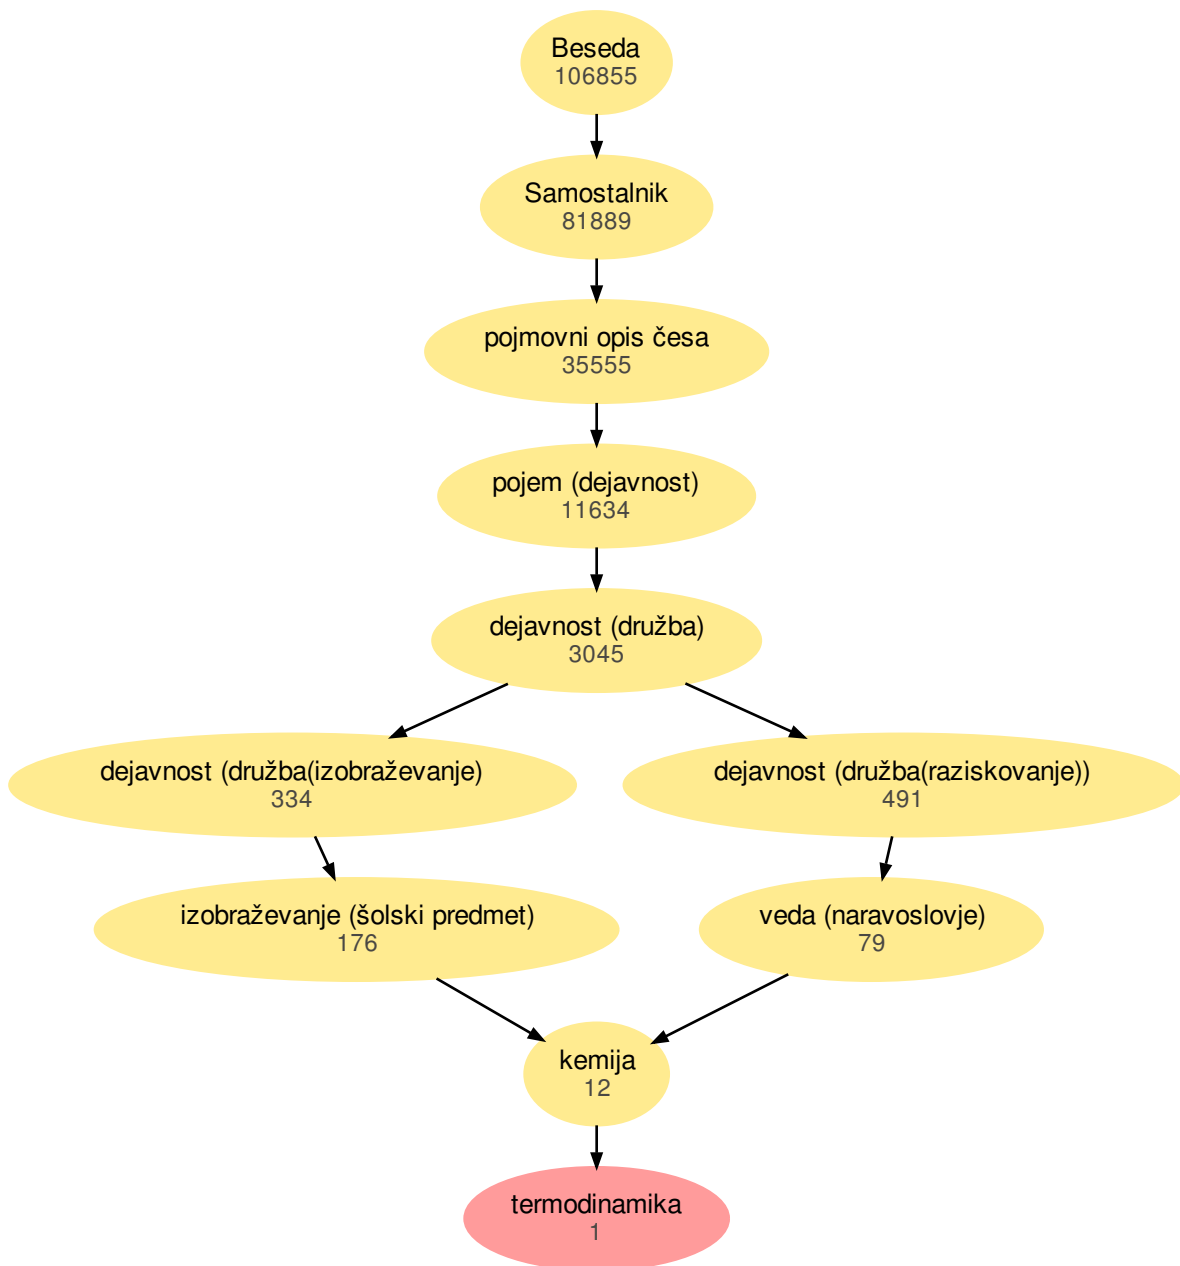 Beseda
106855
Samostalnik
81889
pojmovni opis česa
35555
pojem (dejavnost)
11634
dejavnost (družba)
3045
dejavnost (družba(izobraževanje)
334
dejavnost (družba(raziskovanje))
491
izobraževanje (šolski predmet)
176
veda (naravoslovje)
79
kemija
12
termodinamika
1